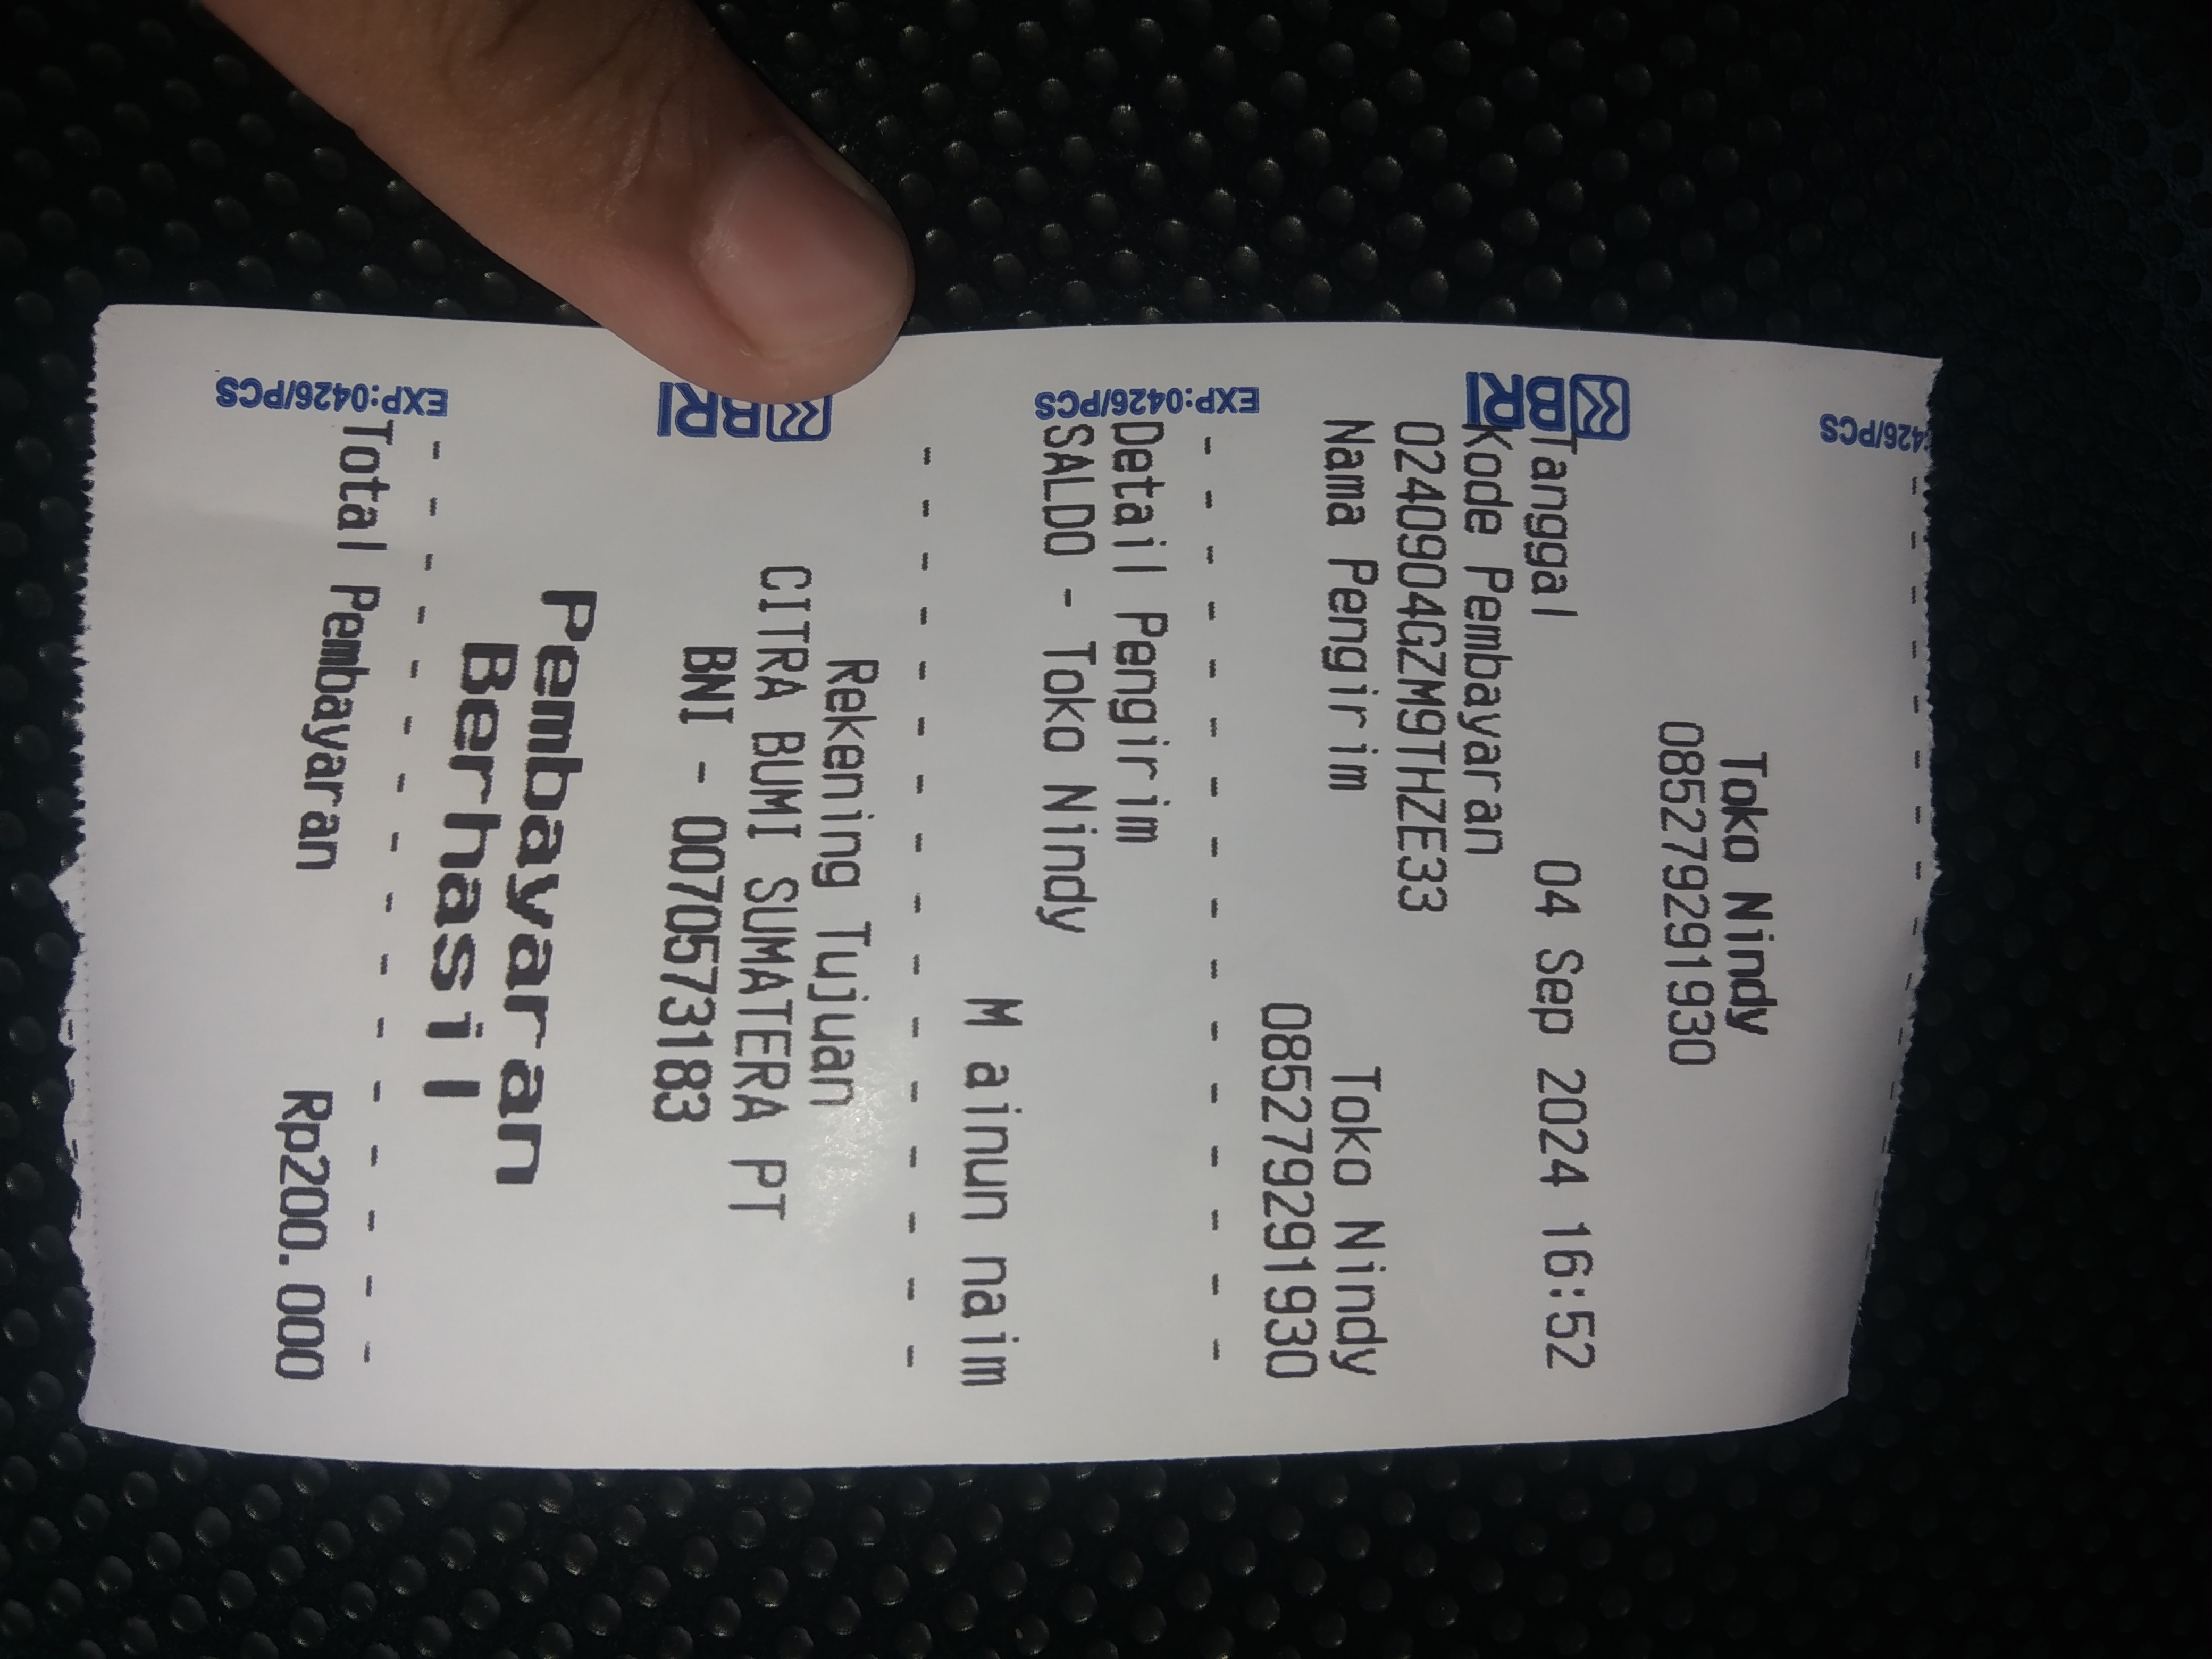 Toko Nindy
085279291930
Tanggal 04 Sep 2024 16:52
Kode Pembayaran
0240904GZM9THZE33
Nama Pengirim Toko Nindy
085279291930
- - - - - - - - - - - - - - - -
Detail Pengirim
SALDO - Toko Nindy
M ainun naim
- - - - - - - - - - - - - - - -
Rekening Tujuan
CITRA BUMI SUMATERA PT
BNI - 0070573183
Pembayaran
Berhasil
- - - - - - - - - - - - - - - -
Total Pembayaran Rp200.000
426/PCS
BRI
EXP:0426/PCS
BRI
EXP:0426/PCS